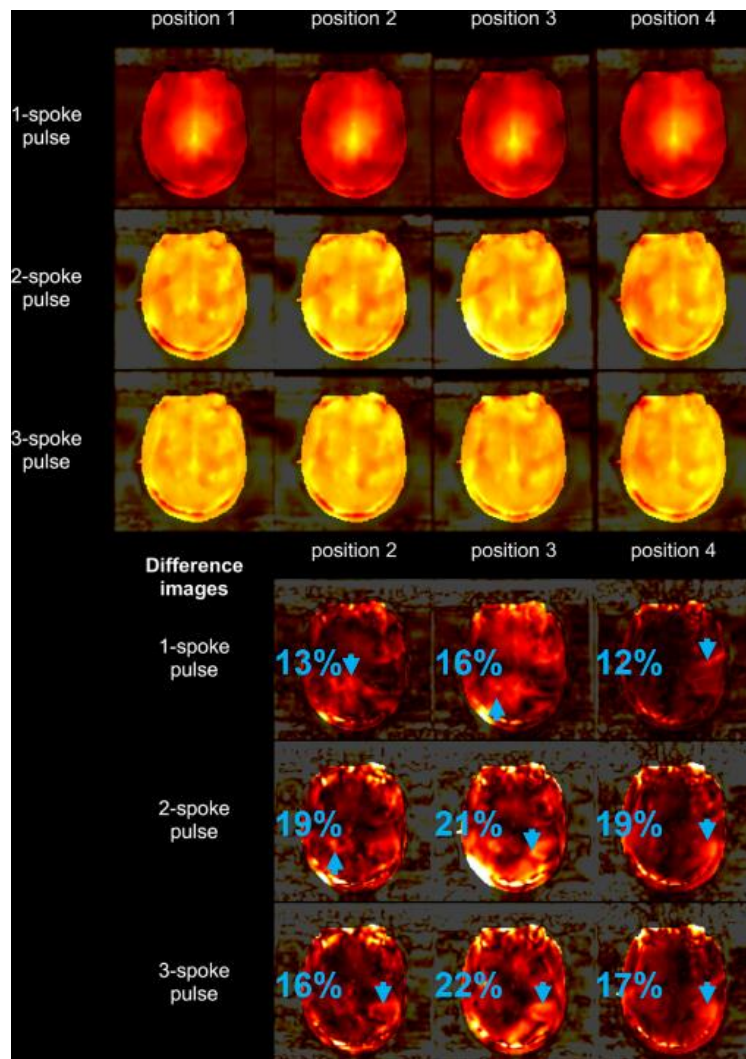 position 1 position 2 position 3 position 4
1-spoke
pulse
2-spoke
pulse
3-spoke
pulse
position 2 position 3 position 4
Difference
images
1-spoke
pulse
13% 16% 12%
2-spoke
pulse
19% 21% 19%
3-spoke
pulse
16% 22% 17%